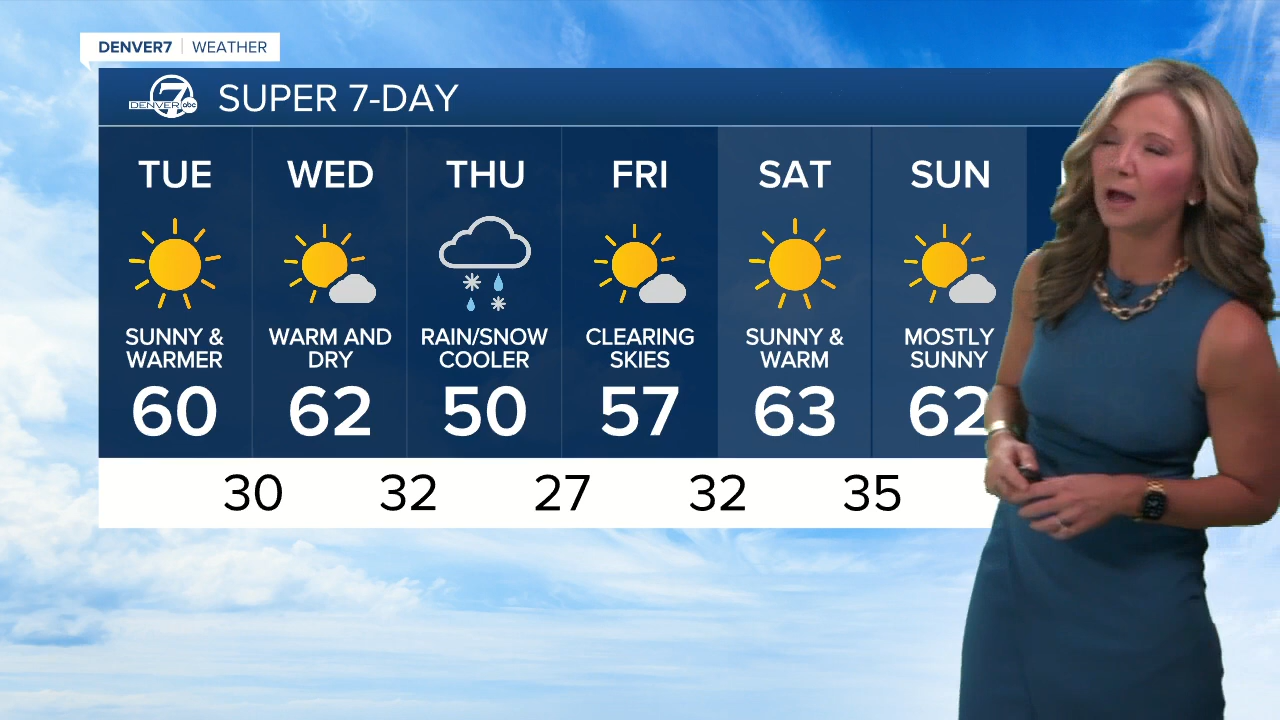 DENVER7 | WEATHER
7
DENVER abc
SUPER 7-DAY
TUE WED THU FRI SAT SUN
SUNNY & WARM AND RAIN/SNOW CLEARING SUNNY & MOSTLY
WARMER DRY COOLER SKIES WARM SUNNY
60 62 50 57 63 62
30 32 27 32 35